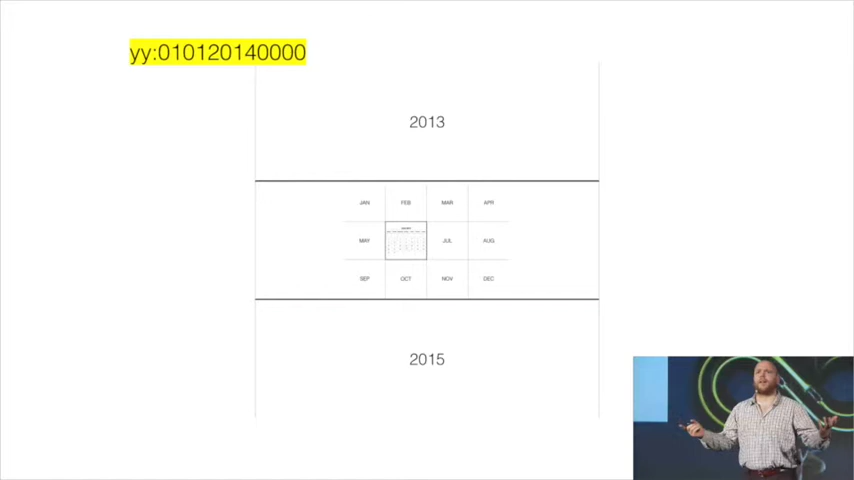 yy:010120140000
2013
JAN FEB MAR APR
MAY JUL AUG
SEP OCT NOV DEC
2015